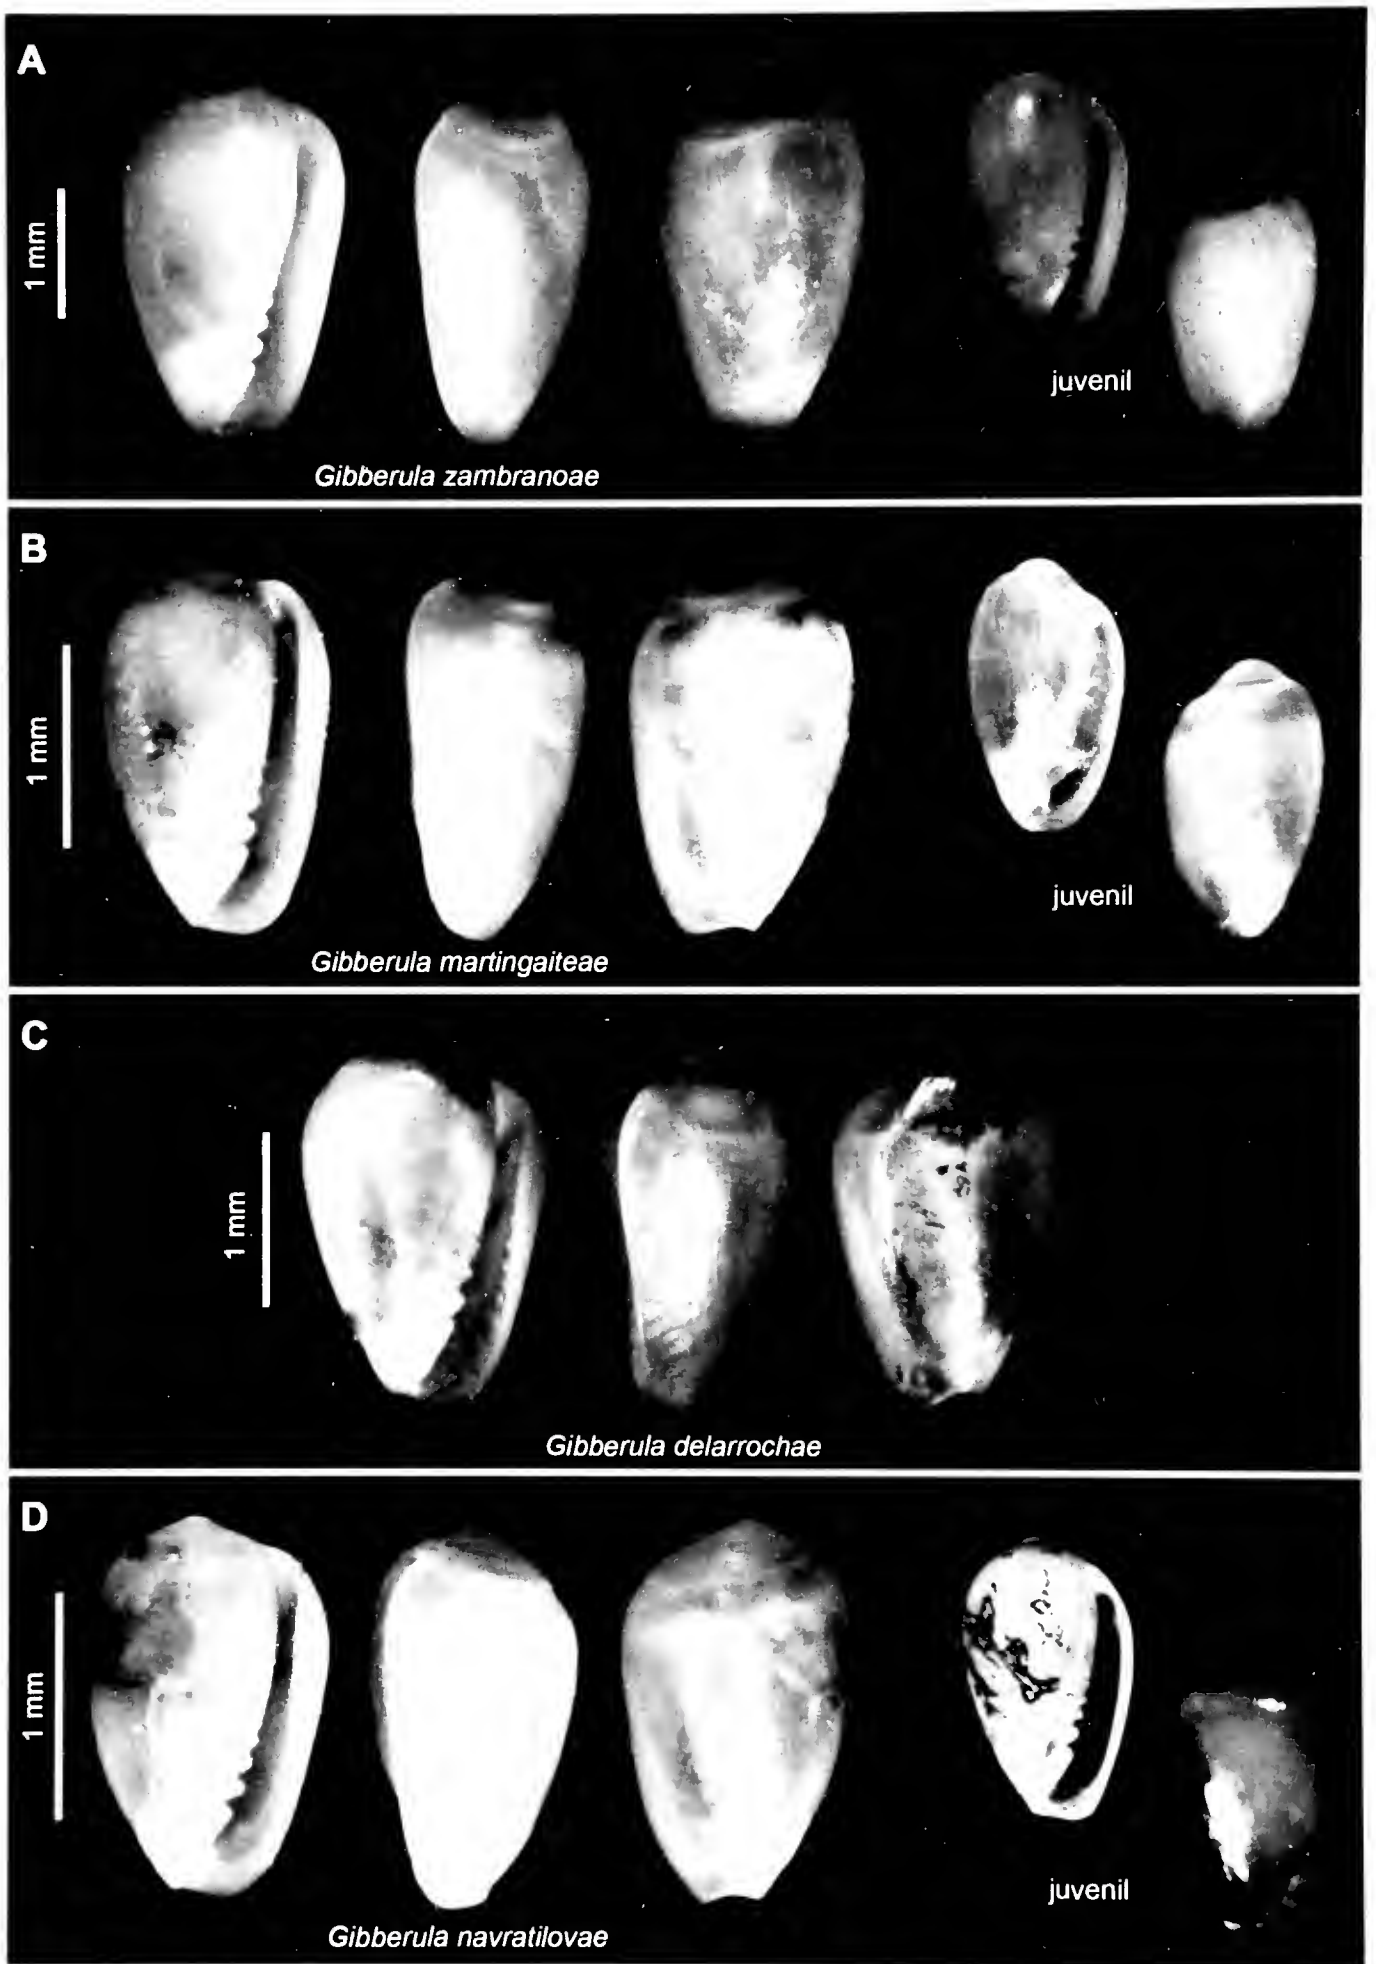 A
1 mm
juvenil
Gibberula zambranoae
B
1 mm
juvenil
Gibberula martingaiteae
C
1 mm
Gibberula delarrochae
D
1 mm
juvenil
Gibberula navratilovae